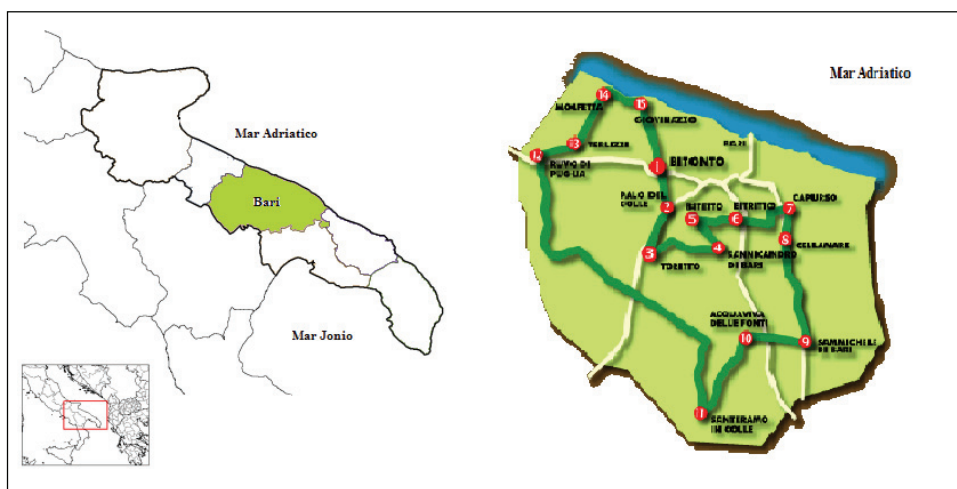 Mar Adriatico
Bari
Mar Jonio
Mar Adriatico
14
MOLFETTA
15
GIOVINAZZO
13
TERLIZZI
12
RUVO DI
PUGLIA
BARI
1
BITONTO
PALO DEL
COLLE
2
BITETTO
5
BITRITTO
6
CAPURSO
7
8
CELLAMARE
3
TORITTO
4
SANNICANDRO
DI BARI
ACQUAVIVA
DELLE FONTI
10
9
SAMMICHELE
DI BARI
11
SANTERAMO
IN COLLE